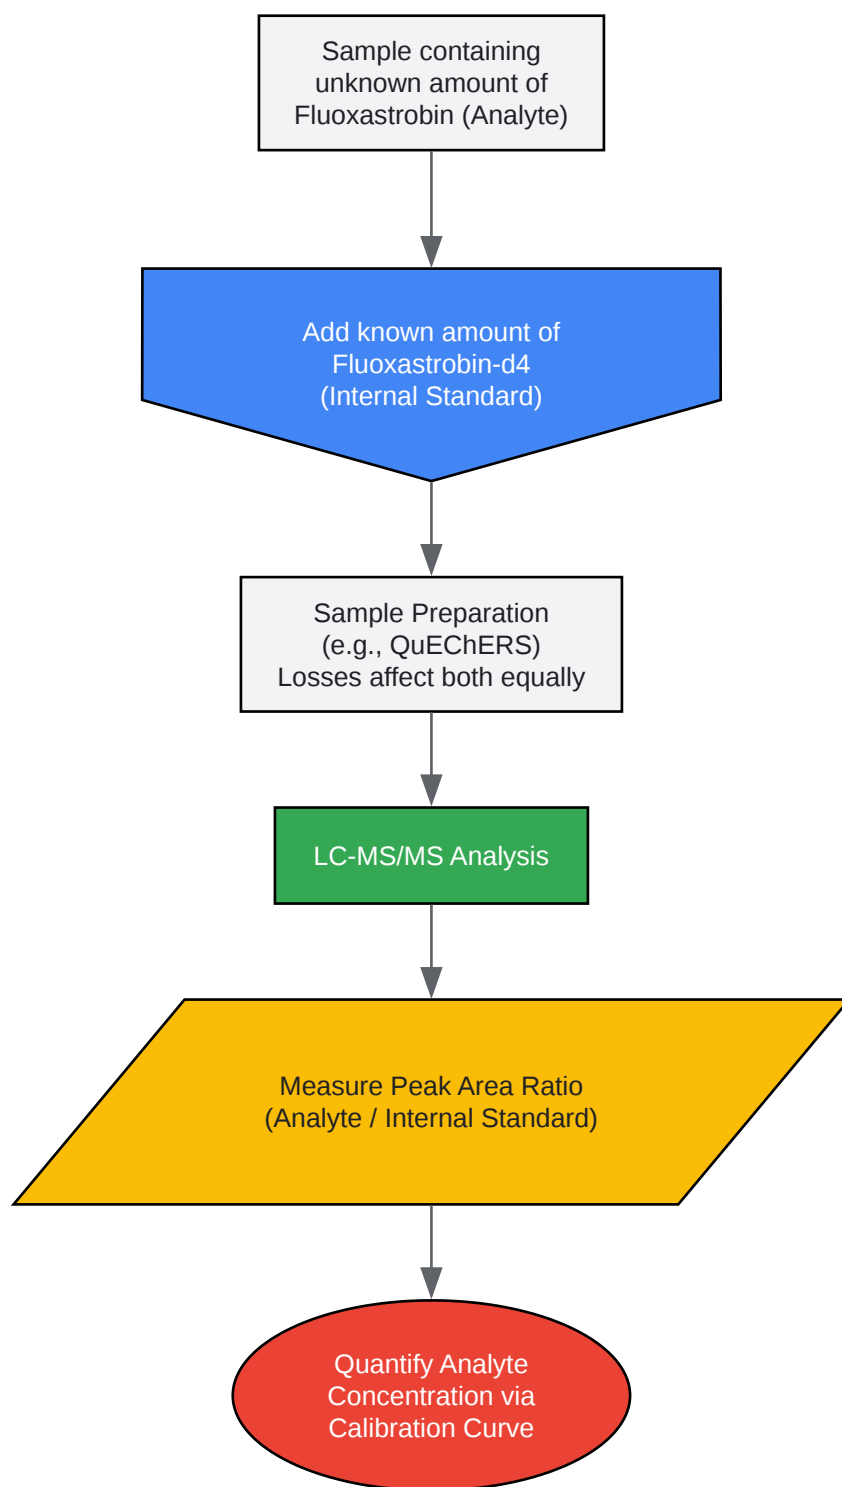 Sample containing
unknown amount of
Fluoxastrobin (Analyte)
Add known amount of
Fluoxastrobin-d4
(Internal Standard)
Sample Preparation
(e.g., QuEChERS)
Losses affect both equally
LC-MS/MS Analysis
Measure Peak Area Ratio
(Analyte / Internal Standard)
Quantify Analyte
Concentration via
Calibration Curve